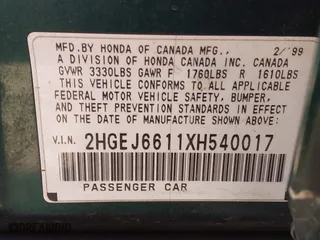 MFD.BY HONDA OF CANADA MFG., 2/'99
A DIVISION OF HONDA CANADA INC. CANADA
GVWR 3330LBS GAWR F 1760LBS R 1610LBS
THIS VEHICLE CONFORMS TO ALL APPLICABLE
FEDERAL MOTOR VEHICLE SAFETY, BUMPER,
AND THEFT PREVENTION STANDARDS IN EFFECT
ON THE DATE OF MANUFACTURE SHOWN ABOVE:
V.I.N. 2HGEJ6611XH540017
PASSENGER CAR